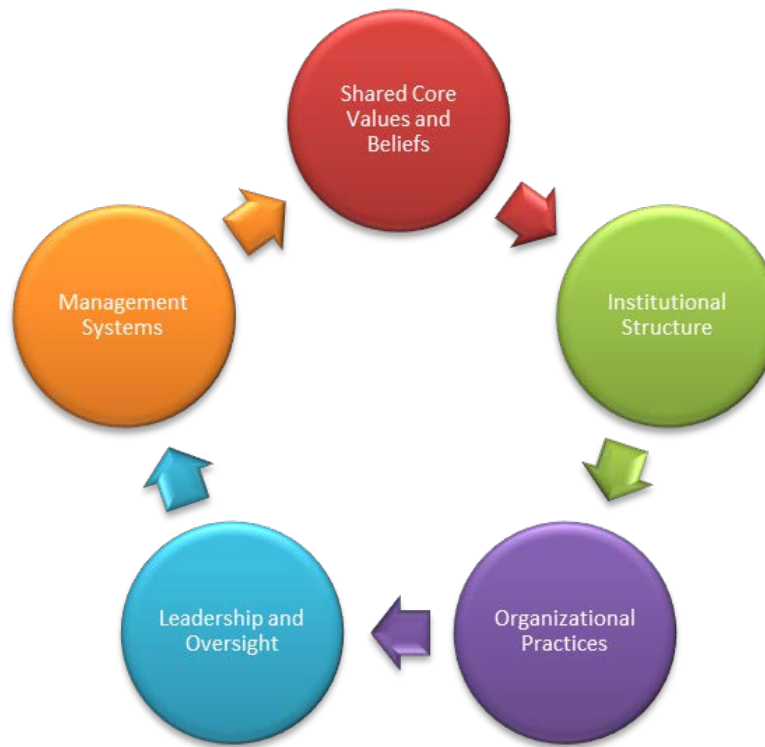 Shared Core
Values and
Beliefs
Institutional
Structure
Organizational
Practices
Leadership and
Oversight
Management
Systems